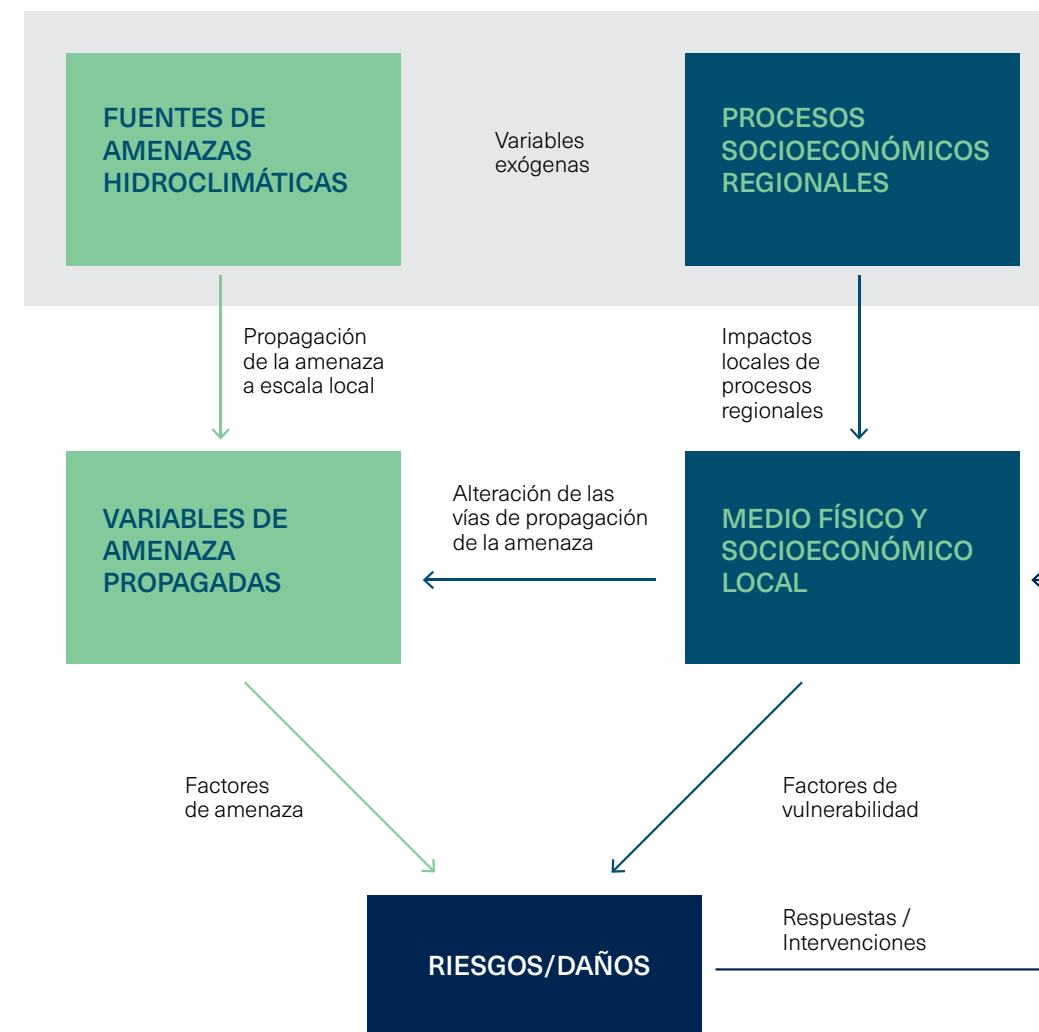 FUENTES DE
AMENAZAS
HIDROCLIMÁTICAS
Variables
exógenas
PROCESOS
SOCIOECONÓMICOS
REGIONALES
Propagación
de la amenaza
a escala local
Impactos
locales de
procesos
regionales
VARIABLES DE
AMENAZA
PROPAGADAS
Alteración de las
vías de propagación
de la amenaza
MEDIO FÍSICO Y
SOCIOECONÓMICO
LOCAL
Factores
de amenaza
Factores de
vulnerabilidad
RIESGOS/DAÑOS
Respuestas /
Intervenciones